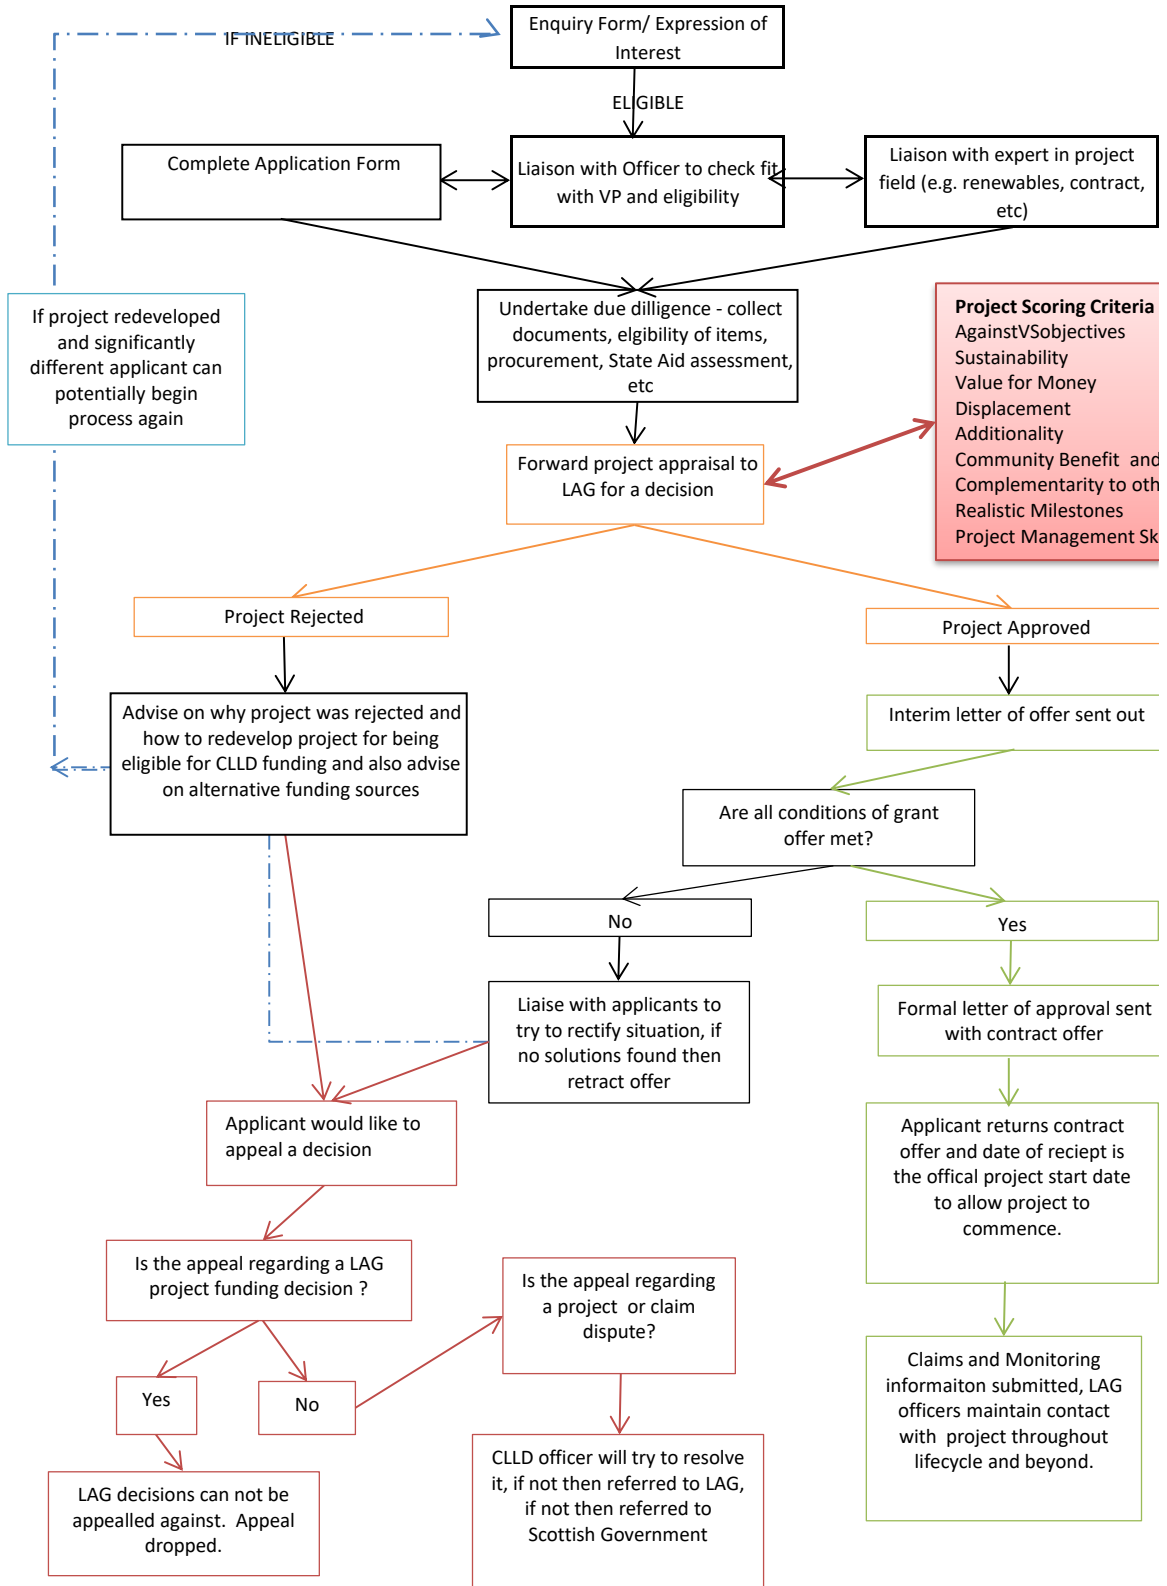 Enquiry Form/ Expression of
Interest
IF INELIGIBLE
ELIGIBLE
Complete Application Form
Liaison with Officer to check fit
with VP and eligibility
Liaison with expert in project
field (e.g. renewables, contract,
etc)
If project redeveloped
and significantly
different applicant can
potentially begin
process again
Undertake due dilligence - collect
documents, elgibility of items,
procurement, State Aid assessment,
etc
Project Scoring Criteria
AgainstVSobjectives
Sustainability
Value for Money
Displacement
Additionality
Community Benefit and
Complementarity to oth
Realistic Milestones
Project Management Sk
Forward project appraisal to
LAG for a decision
Project Rejected
Project Approved
Advise on why project was rejected and
how to redevelop project for being
eligible for CLLD funding and also advise
on alternative funding sources
Interim letter of offer sent out
Are all conditions of grant
offer met?
No
Yes
Liaise with applicants to
try to rectify situation, if
no solutions found then
retract offer
Formal letter of approval sent
with contract offer
Applicant would like to
appeal a decision
Applicant returns contract
offer and date of reciept is
the offical project start date
to allow project to
commence.
Is the appeal regarding a LAG
project funding decision ?
Is the appeal regarding
a project or claim
dispute?
Yes
No
Claims and Monitoring
informaiton submitted, LAG
officers maintain contact
with project throughout
lifecycle and beyond.
LAG decisions can not be
appealled against. Appeal
dropped.
CLLD officer will try to resolve
it, if not then referred to LAG,
if not then referred to
Scottish Government